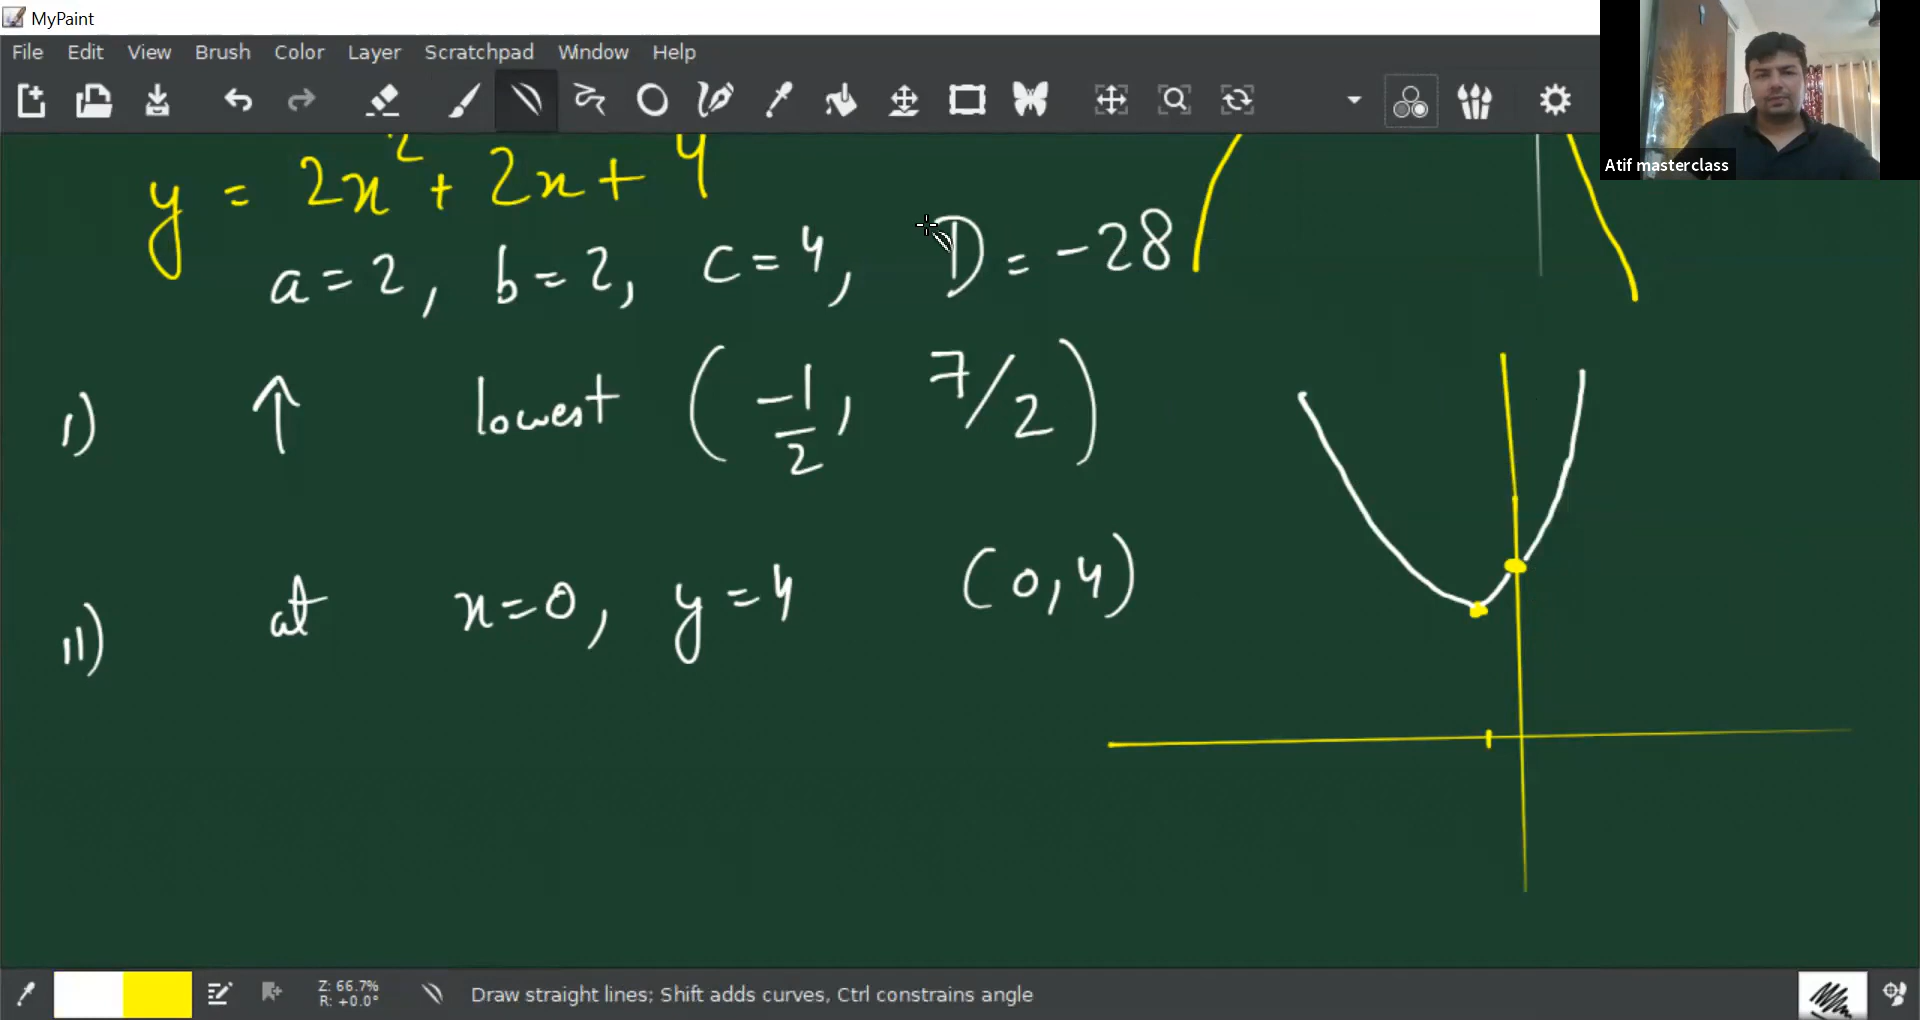 MyPaint
File Edit View Brush Color Layer Scratchpad Window Help
Atif masterclass
y = 2x² + 2x + 4
a = 2, b = 2, c = 4, D = -28
I) ↑ lowest (-1/2, 7/2)
II) at x = 0, y = 4 (0, 4)
Z: 66.7%
R: +0.0°
Draw straight lines; Shift adds curves, Ctrl constrains angle